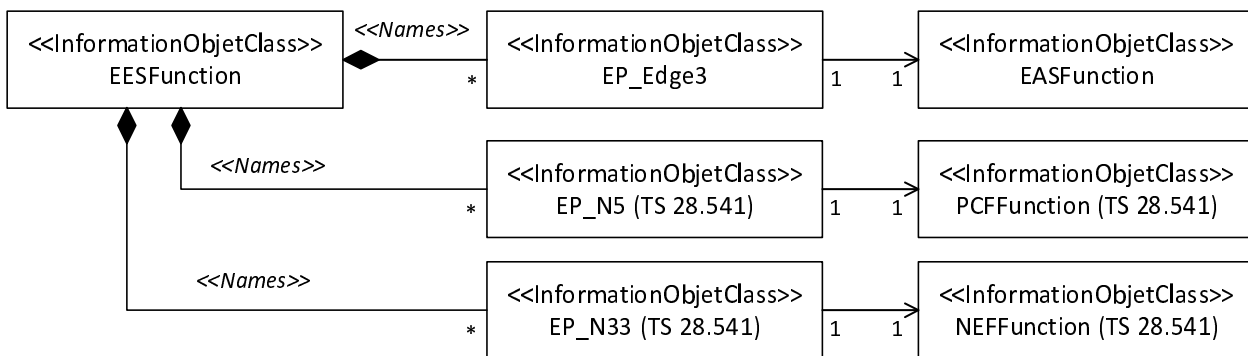 <<InformationObjetClass>>
EESFunction
<<Names>>
*
<<InformationObjetClass>>
EP_Edge3
1
1
<<InformationObjetClass>>
EASFunction
<<Names>>
*
<<InformationObjetClass>>
EP_N5 (TS 28.541)
1
1
<<InformationObjetClass>>
PCFFunction (TS 28.541)
<<Names>>
*
<<InformationObjetClass>>
EP_N33 (TS 28.541)
1
1
<<InformationObjetClass>>
NEFFunction (TS 28.541)